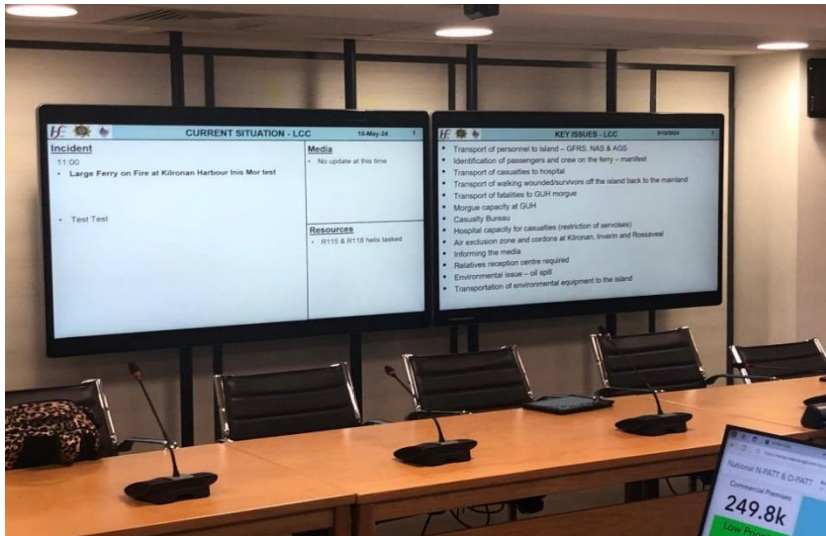 CURRENT SITUATION - LCC
10-May-24
Incident
11:00
• Large Ferry on Fire at Kilronan Harbour Inis Mor test
• Test Test
Media
• No update at this time
Resources
• R115 & R118 helis tasked
KEY ISSUES - LCC
5/10/2024
• Transport of personnel to island – GFRS, NAS & AGS
• Identification of passengers and crew on the ferry – manifest
• Transport of casualties to hospital
• Transport of walking wounded/survivors off the island back to the mainland
• Transport of fatalities to GUH morgue
• Morgue capacity at GUH
• Casualty Bureau
• Hospital capacity for casualties (restriction of servcises)
• Air exclusion zone and cordons at Kilronan, Inverin and Rossaveal
• Informing the media
• Relatives reception centre required
• Environmental issue – oil spill
• Transportation of environmental equipment to the island
National N-PATT & D-PATT
Commercial Premises
249.8k